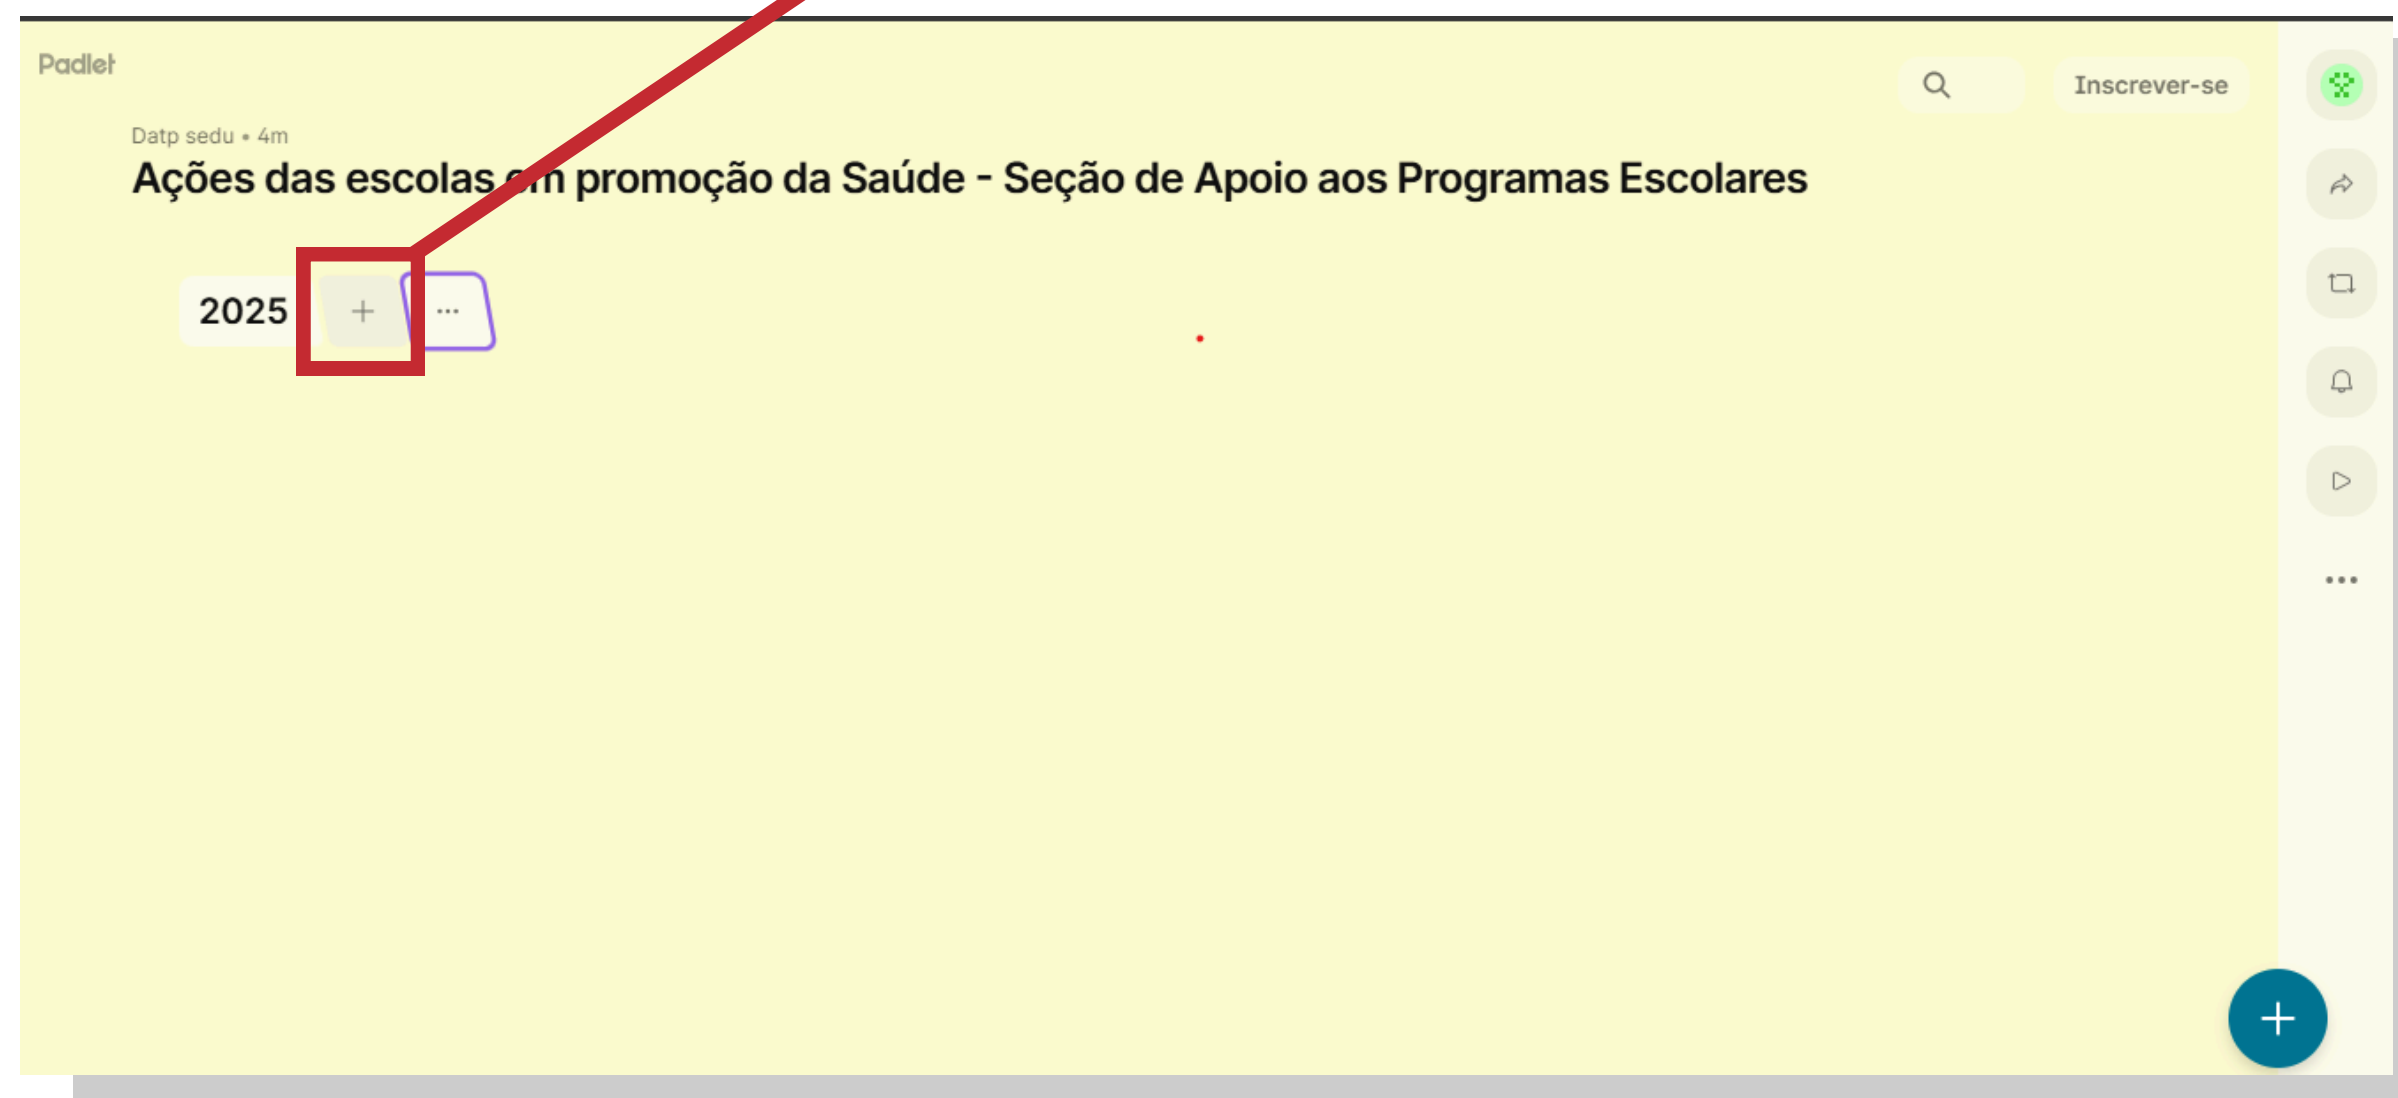 Padlet
Inscrever-se
Datp sedu • 4m
Ações das escolas em promoção da Saúde - Seção de Apoio aos Programas Escolares
2025